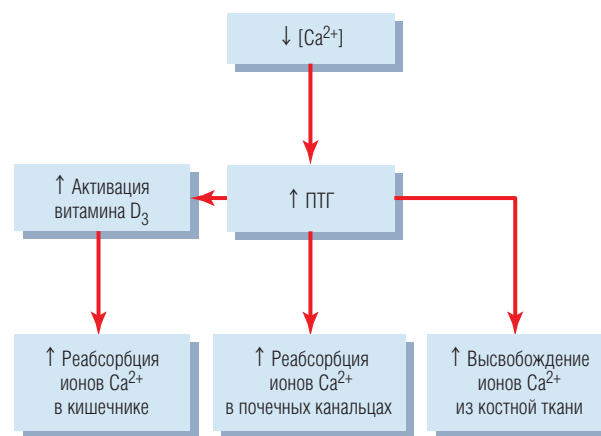 ↓ [Ca²⁺]
↑ Активация
витамина D₃
↑ ПТГ
↑ Реабсорбция
ионов Ca²⁺
в кишечнике
↑ Реабсорбция
ионов Ca²⁺
в почечных канальцах
↑ Высвобождение
ионов Ca²⁺
из костной ткани